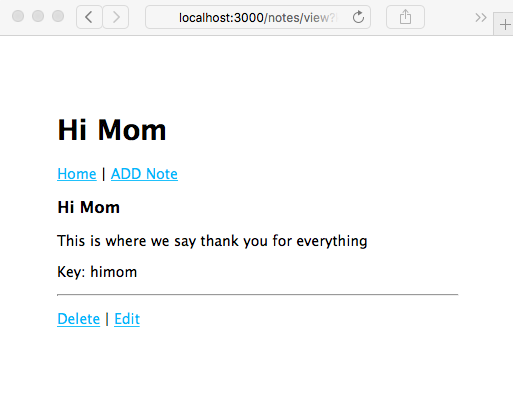 localhost:3000/notes/view?
Hi Mom
Home | ADD Note
Hi Mom
This is where we say thank you for everything
Key: himom
Delete | Edit